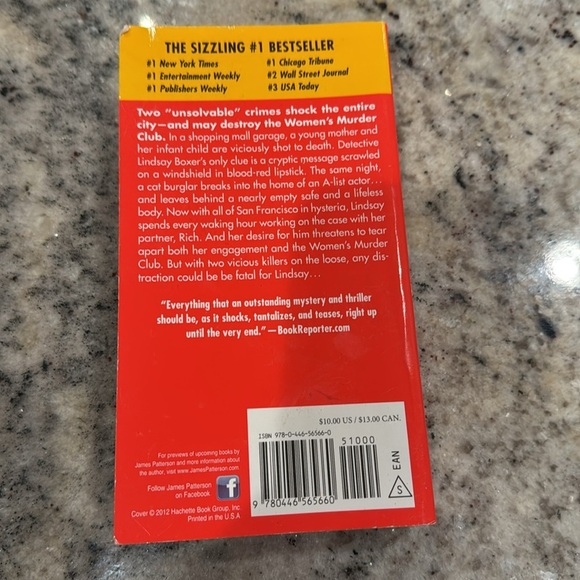 THE SIZZLING #1 BESTSELLER
#1 New York Times #1 Chicago Tribune
#1 Entertainment Weekly #2 Wall Street Journal
#1 Publishers Weekly #3 USA Today
Two "unsolvable" crimes shock the entire
city—and may destroy the Women's Murder
Club. In a shopping mall garage, a young mother and
her infant child are viciously shot to death. Detective
Lindsay Boxer's only clue is a cryptic message scrawled
on a windshield in blood-red lipstick. The same night,
a cat burglar breaks into the home of an A-list actor...
and leaves behind a nearly empty safe and a lifeless
body. Now with all of San Francisco in hysteria, Lindsay
spends every waking hour working on the case with her
partner, Rich. And her desire for him threatens to tear
apart both her engagement and the Women's Murder
Club. But with two vicious killers on the loose, any dis-
traction could be be fatal for Lindsay...
"Everything that an outstanding mystery and thriller
should be, as it shocks, tantalizes, and teases, right up
until the very end."—BookReporter.com
$10.00 US / $13.00 CAN.
ISBN 978-0-446-56566-0
51000
EAN
S
9 780446 565660
For previews of upcoming books by
James Patterson and more information about
the author, visit www.JamesPatterson.com.
Follow James Patterson
on Facebook
f
Cover © 2012 Hachette Book Group, Inc.
Printed in the U.S.A